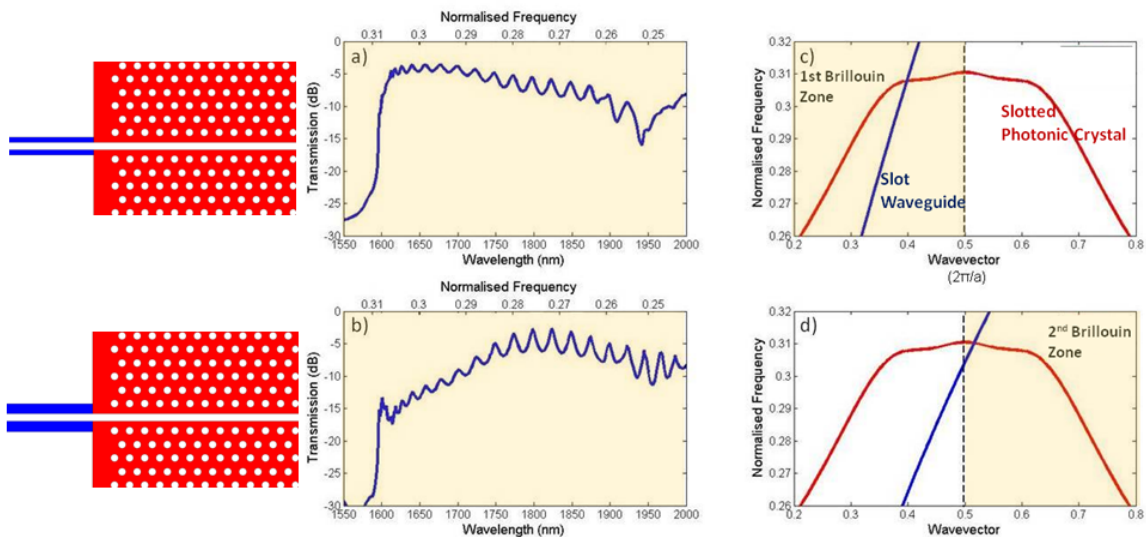 Normalised Frequency
0.31 0.3 0.29 0.28 0.27 0.26 0.25
a)
Transmission (dB)
0
-5
-10
-15
-20
-25
-30
1550 1600 1650 1700 1750 1800 1850 1900 1950 2000
Wavelength (nm)
c)
1st Brillouin
Zone
Slotted
Photonic Crystal
Slot
Waveguide
Normalised Frequency
0.32
0.31
0.3
0.29
0.28
0.27
0.26
0.2 0.3 0.4 0.5 0.6 0.7 0.8
Wavevector
(2π/a)
Normalised Frequency
0.31 0.3 0.29 0.28 0.27 0.26 0.25
b)
Transmission (dB)
0
-5
-10
-15
-20
-25
-30
1550 1600 1650 1700 1750 1800 1850 1900 1950 2000
Wavelength (nm)
d)
2nd Brillouin
Zone
Normalised Frequency
0.32
0.31
0.3
0.29
0.28
0.27
0.26
0.2 0.3 0.4 0.5 0.6 0.7 0.8
Wavevector